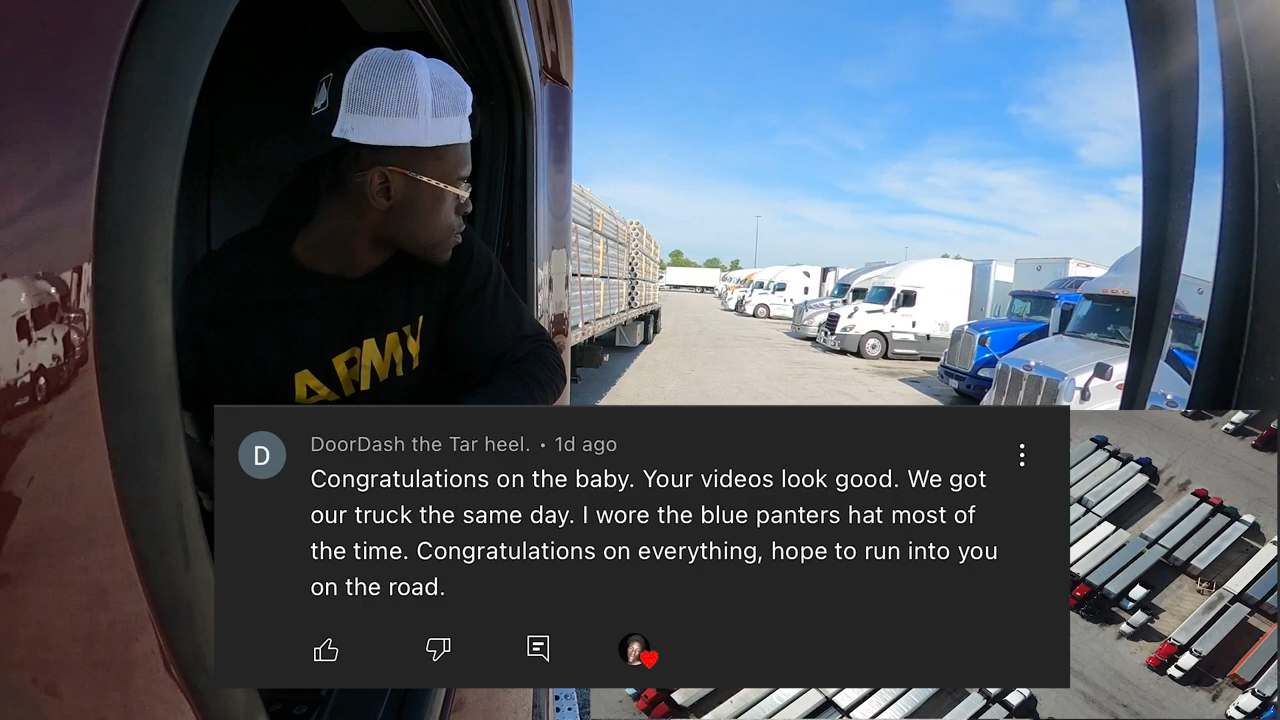 ARMY
D
DoorDash the Tar heel. • 1d ago
Congratulations on the baby. Your videos look good. We got
our truck the same day. I wore the blue panters hat most of
the time. Congratulations on everything, hope to run into you
on the road.